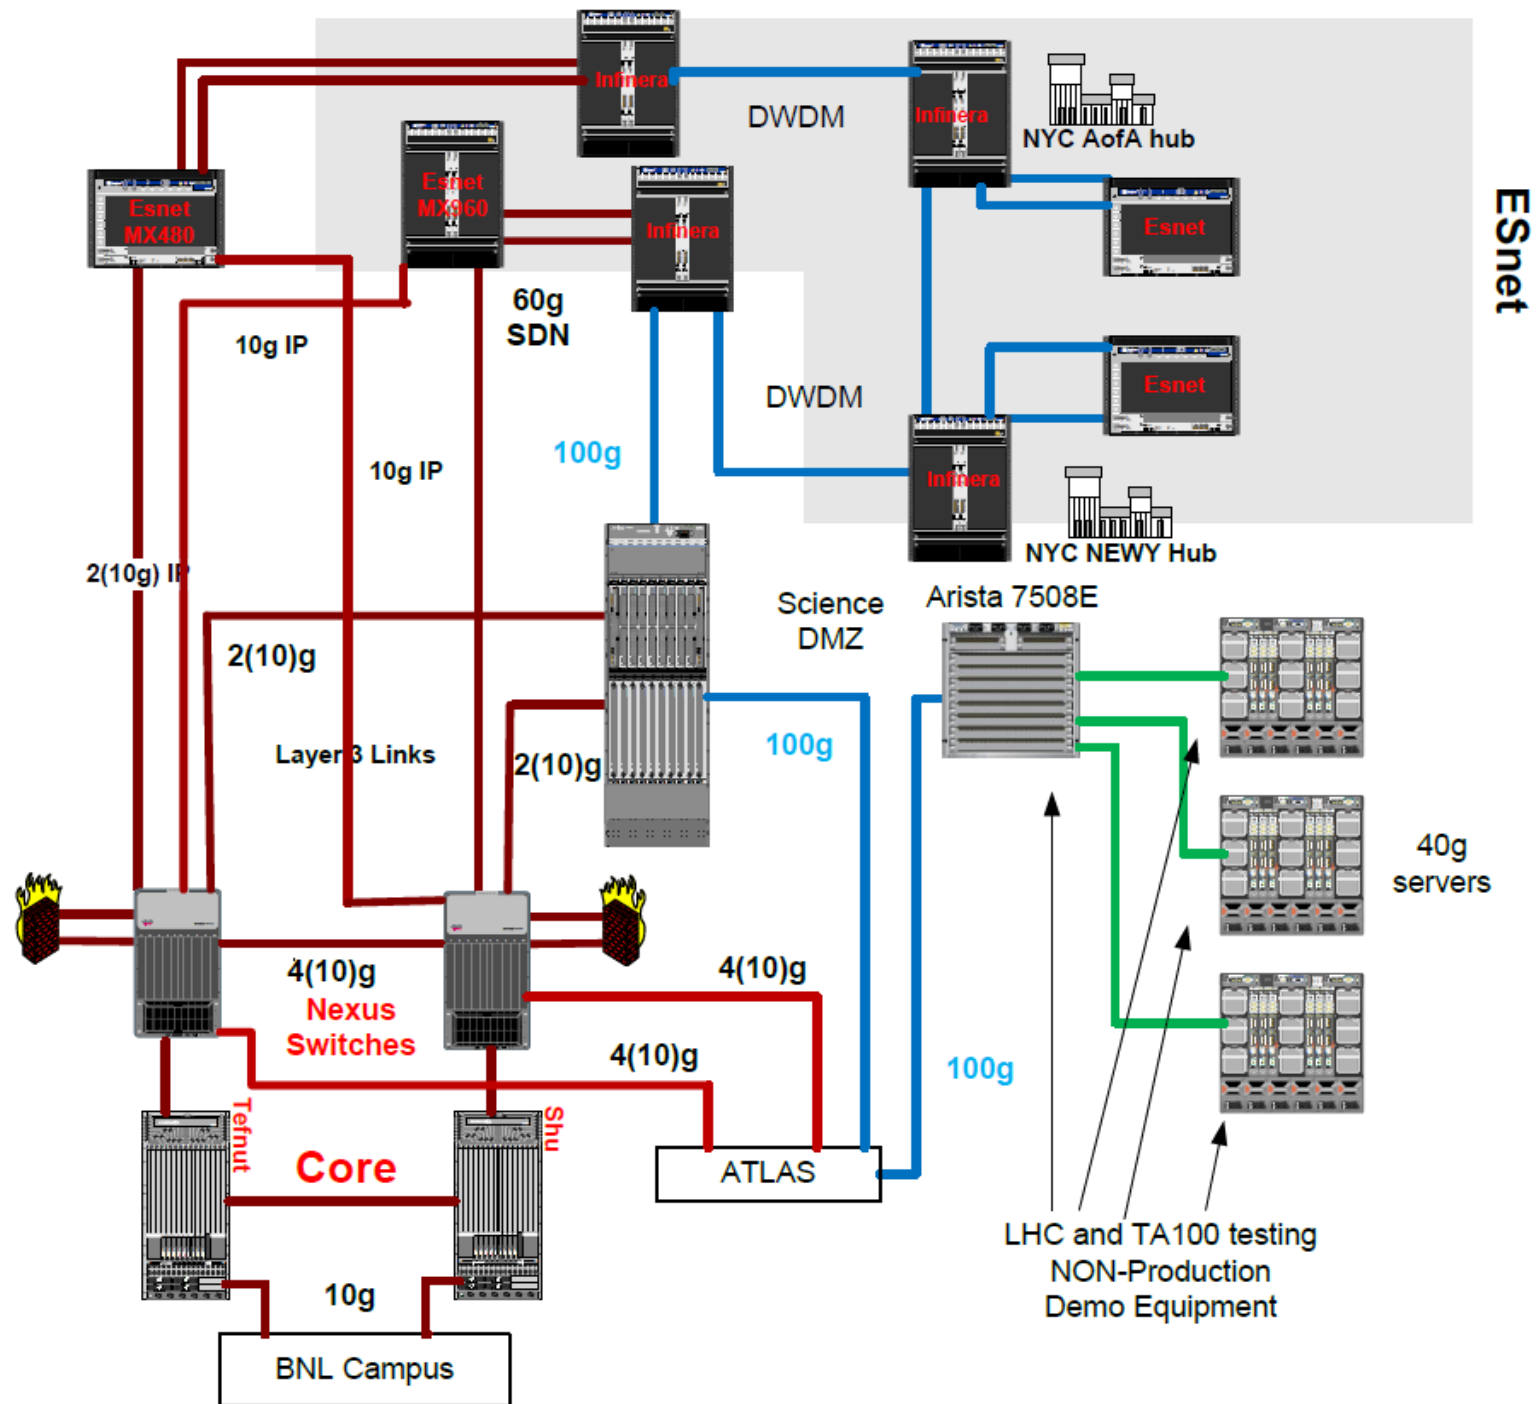 Infinera
DWDM
Infinera
NYC AofA hub
Esnet
MX960
Esnet
MX480
Infinera
Esnet
ESnet
60g
SDN
10g IP
Esnet
DWDM
100g
10g IP
Infinera
NYC NEWY Hub
2(10g) IP
Science
DMZ
Arista 7508E
2(10)g
Layer 3 Links
2(10)g
100g
40g
servers
4(10)g
Nexus
Switches
4(10)g
4(10)g
100g
Tefnut
Shu
Core
ATLAS
LHC and TA100 testing
NON-Production
Demo Equipment
10g
BNL Campus